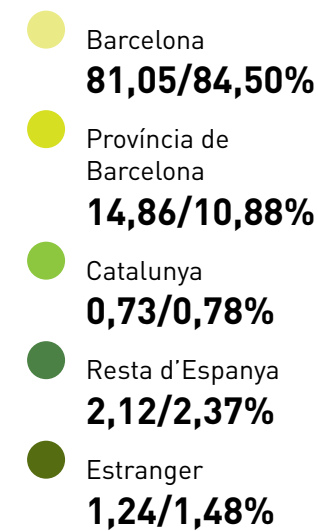 Barcelona
81,05/84,50%
Província de
Barcelona
14,86/10,88%
Catalunya
0,73/0,78%
Resta d’Espanya
2,12/2,37%
Estranger
1,24/1,48%